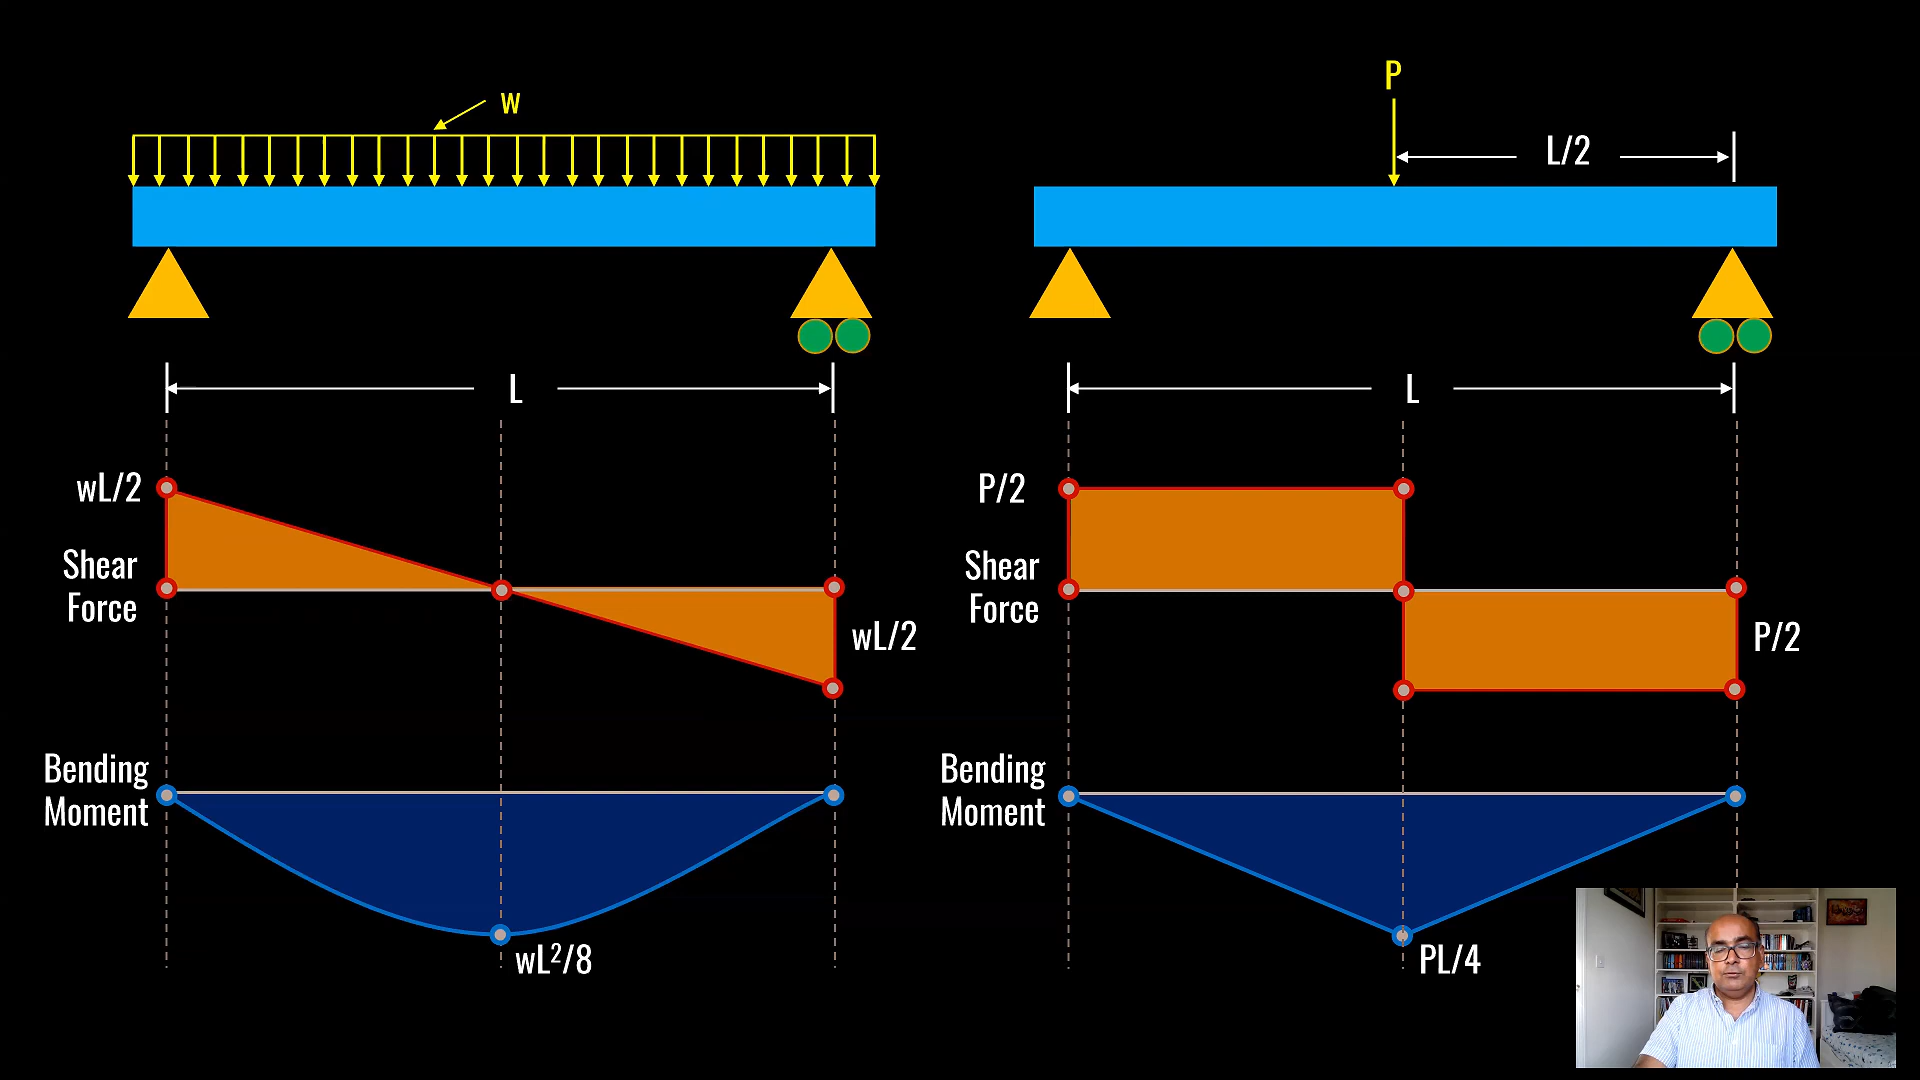 w
L
wL/2
Shear
Force
wL/2
Bending
Moment
wL²/8
P
L/2
L
P/2
Shear
Force
P/2
Bending
Moment
PL/4